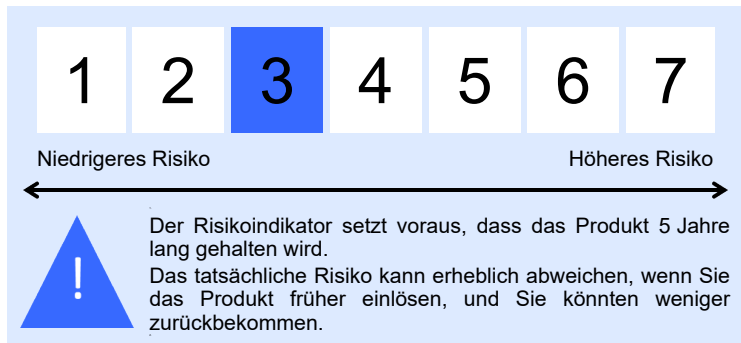 1 2 3 4 5 6 7
Niedrigeres Risiko Höheres Risiko
!
Der Risikoindikator setzt voraus, dass das Produkt 5 Jahre
lang gehalten wird.
Das tatsächliche Risiko kann erheblich abweichen, wenn Sie
das Produkt früher einlösen, und Sie könnten weniger
zurückbekommen.